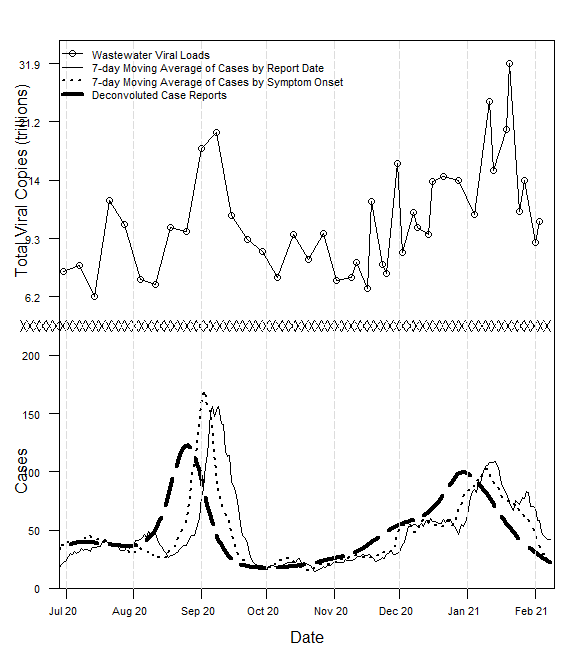 Wastewater Viral Loads
7-day Moving Average of Cases by Report Date
7-day Moving Average of Cases by Symptom Onset
Deconvoluted Case Reports
Total Viral Copies (trillions)
31.9
21.2
14
9.3
6.2
Cases
200
150
100
50
0
Jul 20 Aug 20 Sep 20 Oct 20 Nov 20 Dec 20 Jan 21 Feb 21
Date